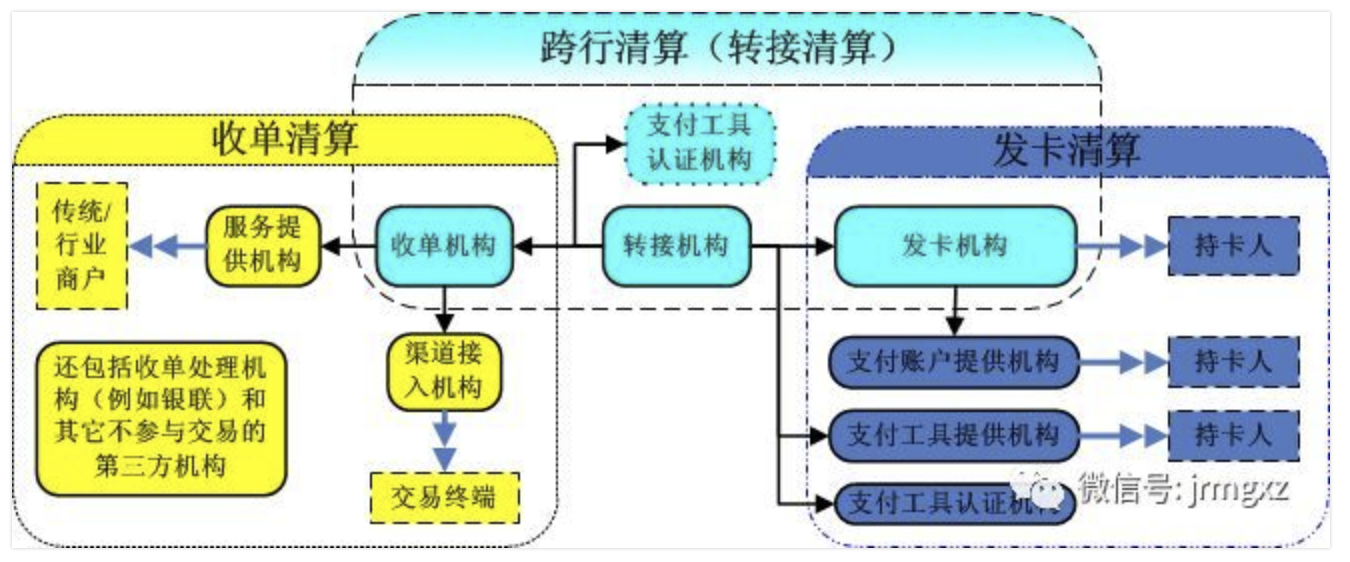 跨行清算（转接清算）
收单清算
支付工具
认证机构
发卡清算
传统/
行业
商户
服务提
供机构
收单机构
转接机构
发卡机构
持卡人
还包括收单处理机
构（例如银联）和
其它不参与交易的
第三方机构
渠道接
入机构
支付账户提供机构
持卡人
支付工具提供机构
持卡人
交易终端
支付工具认证机构
微信号: jrmgxz